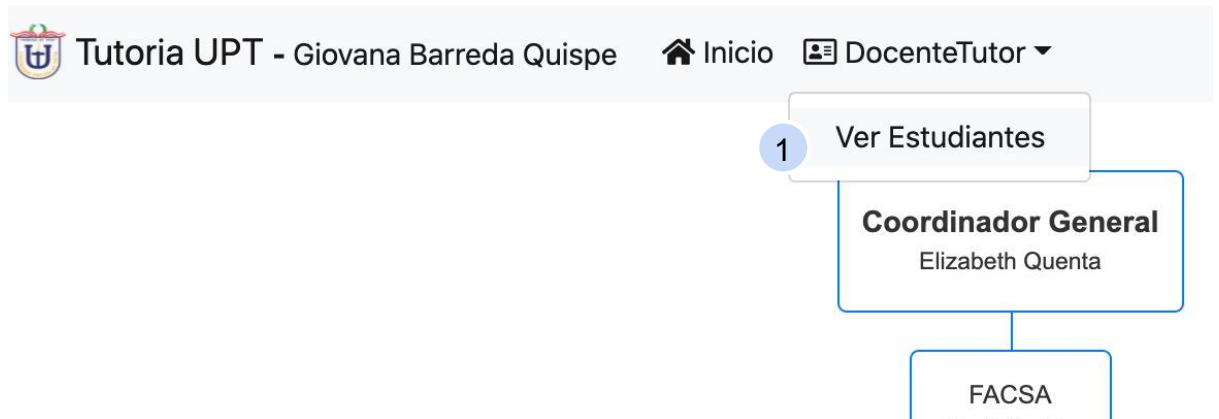 Tutoria UPT - Giovana Barreda Quispe Inicio DocenteTutor
1 Ver Estudiantes
Coordinador General
Elizabeth Quenta
FACSA